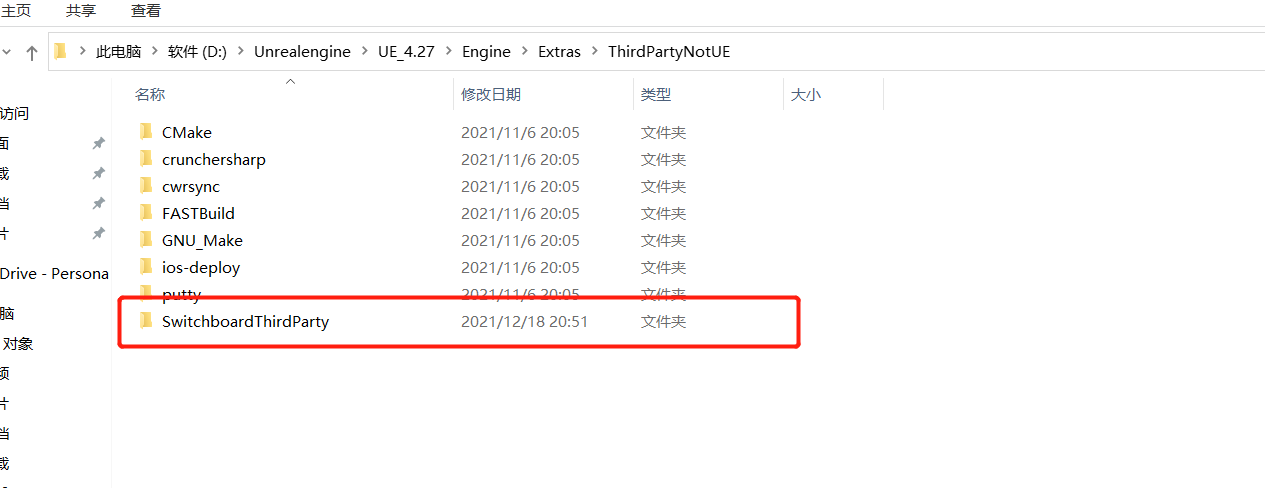 主页 共享 查看
此电脑 软件 (D:) Unrealengine UE_4.27 Engine Extras ThirdPartyNotUE
名称 修改日期 类型 大小
访问
面
载
档
片
Drive - Persona
脑
对象
频
片
档
载
CMake 2021/11/6 20:05 文件夹
crunchersharp 2021/11/6 20:05 文件夹
cwrsync 2021/11/6 20:05 文件夹
FASTBuild 2021/11/6 20:05 文件夹
GNU_Make 2021/11/6 20:05 文件夹
ios-deploy 2021/11/6 20:05 文件夹
putty 2021/11/6 20:05 文件夹
SwitchboardThirdParty 2021/12/18 20:51 文件夹